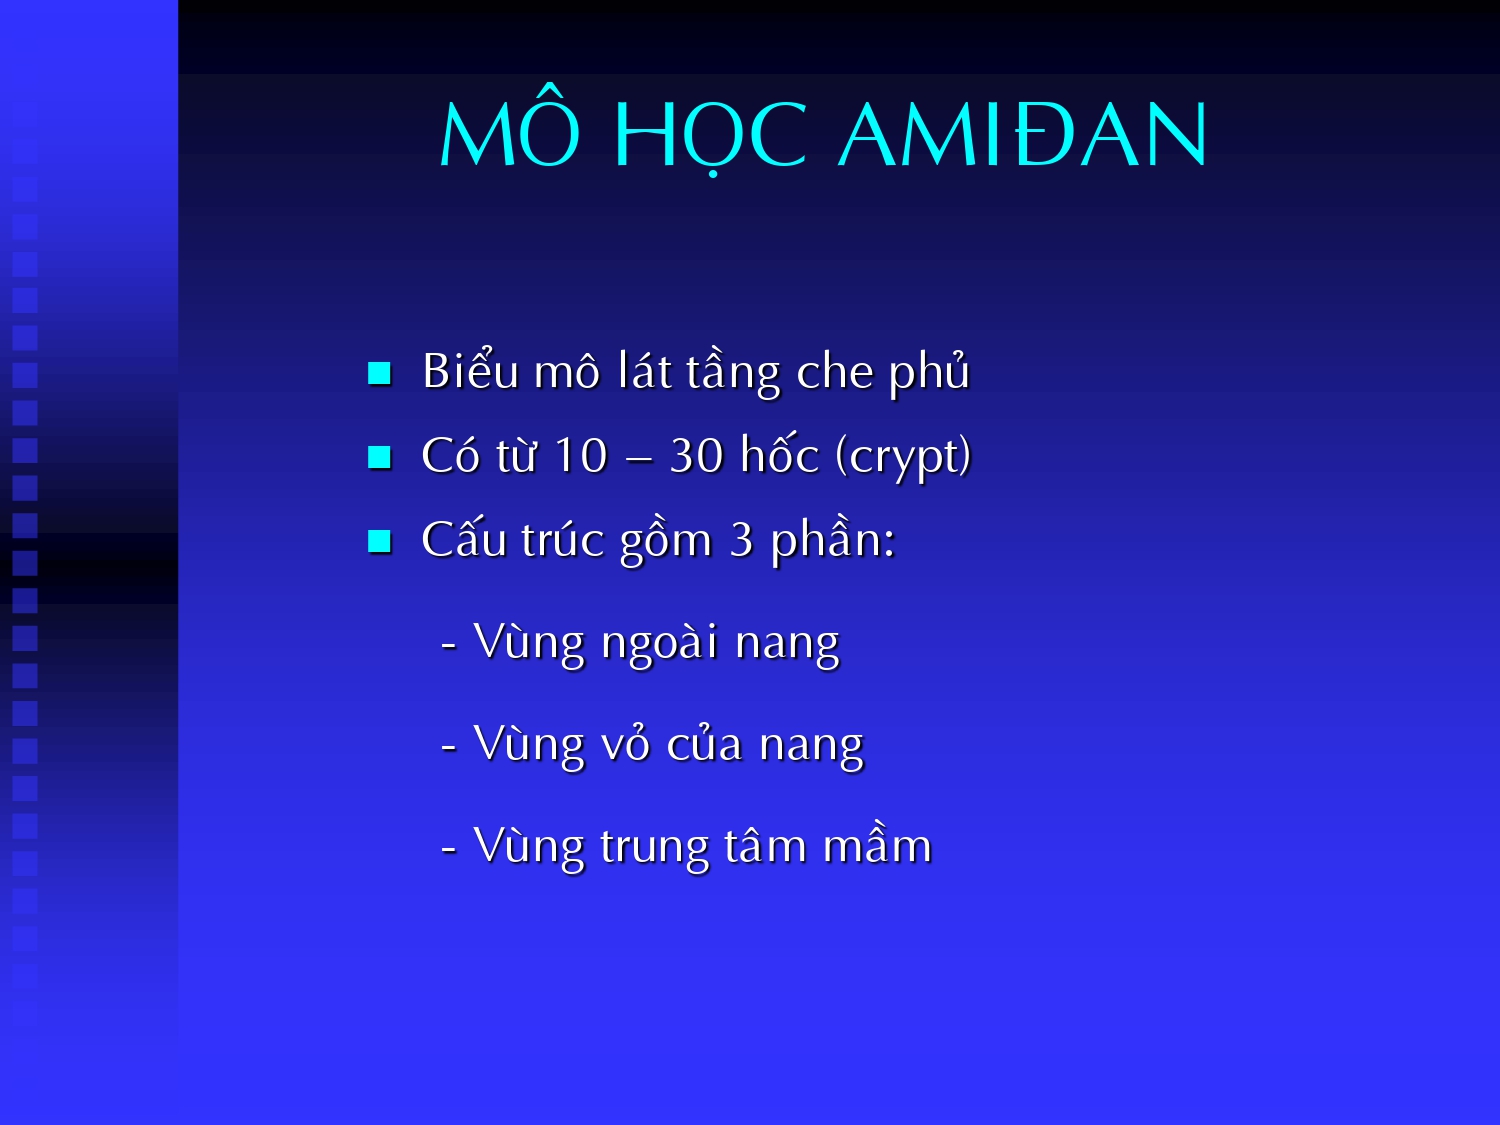 MÔ HỌC AMIĐAN
Biểu mô lát tầng che phủ
Có từ 10 – 30 hốc (crypt)
Cấu trúc gồm 3 phần:
- Vùng ngoài nang
- Vùng vỏ của nang
- Vùng trung tâm mầm